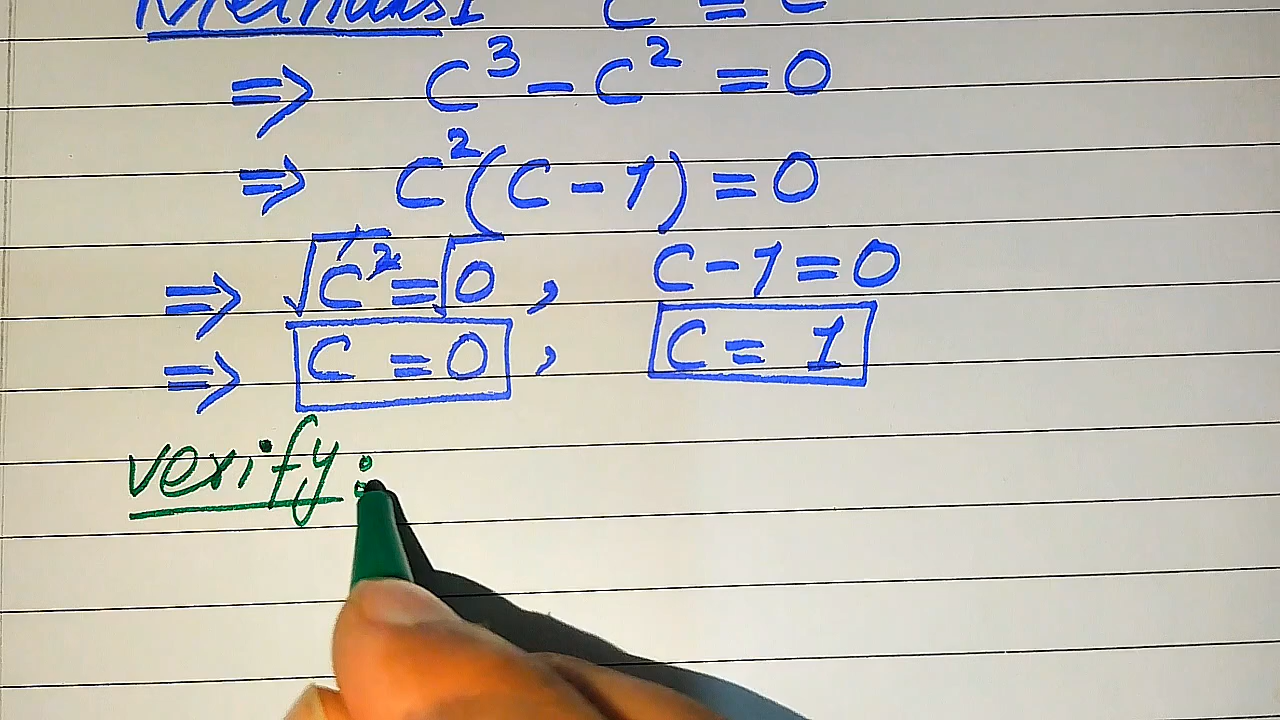 C = C
⇒ C³ - C² = 0
⇒ C²(C - 1) = 0
⇒ √C² = √0 , C - 1 = 0
⇒ C = 0 , C = 1
verify: